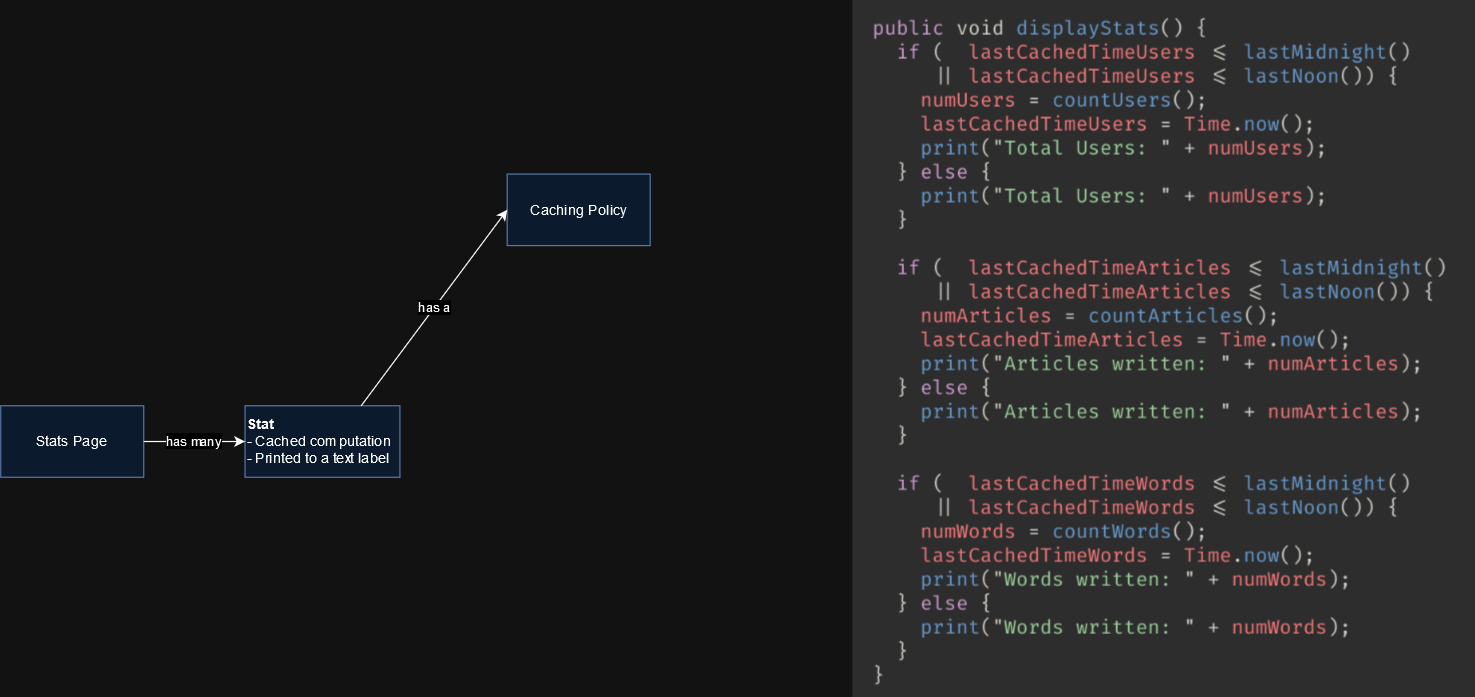 Caching Policy
has a
Stats Page
has many
Stat
- Cached computation
- Printed to a text label
public void displayStats() {
  if (  lastCachedTimeUsers ≤ lastMidnight()
     || lastCachedTimeUsers ≤ lastNoon()) {
    numUsers = countUsers();
    lastCachedTimeUsers = Time.now();
    print("Total Users: " + numUsers);
  } else {
    print("Total Users: " + numUsers);
  }
  if (  lastCachedTimeArticles ≤ lastMidnight()
     || lastCachedTimeArticles ≤ lastNoon()) {
    numArticles = countArticles();
    lastCachedTimeArticles = Time.now();
    print("Articles written: " + numArticles);
  } else {
    print("Articles written: " + numArticles);
  }
  if (  lastCachedTimeWords ≤ lastMidnight()
     || lastCachedTimeWords ≤ lastNoon()) {
    numWords = countWords();
    lastCachedTimeWords = Time.now();
    print("Words written: " + numWords);
  } else {
    print("Words written: " + numWords);
  }
}